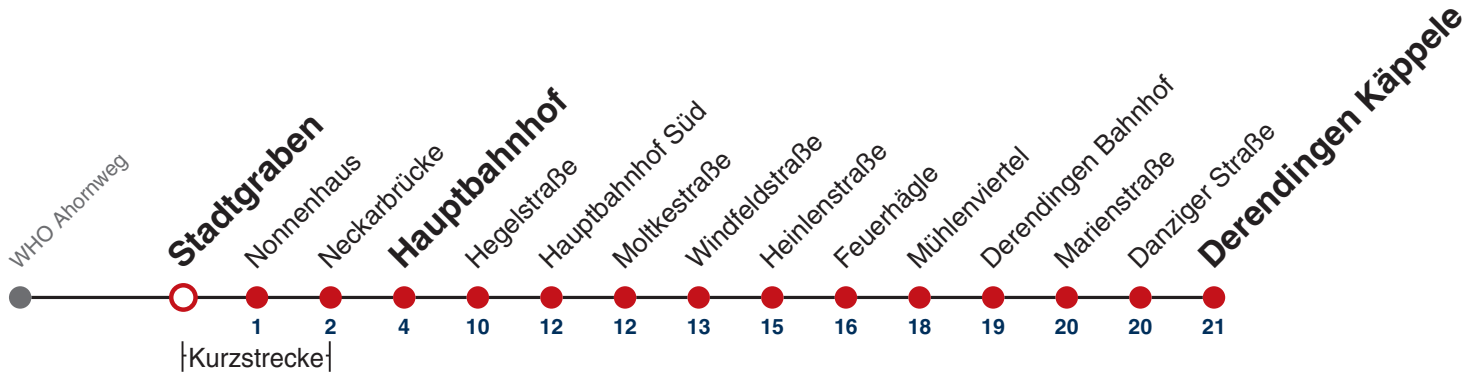 WHO Ahornweg
Stadtgraben
Nonnenhaus
Neckarbrücke
Hauptbahnhof
Hegelstraße
Hauptbahnhof Süd
Moltkestraße
Windfeldstraße
Heinlenstraße
Feuerhägle
Mühlenviertel
Derendingen Bahnhof
Marienstraße
Danziger Straße
Derendingen Käppele
1 2 4 10 12 12 13 15 16 18 19 20 20 21
Kurzstrecke